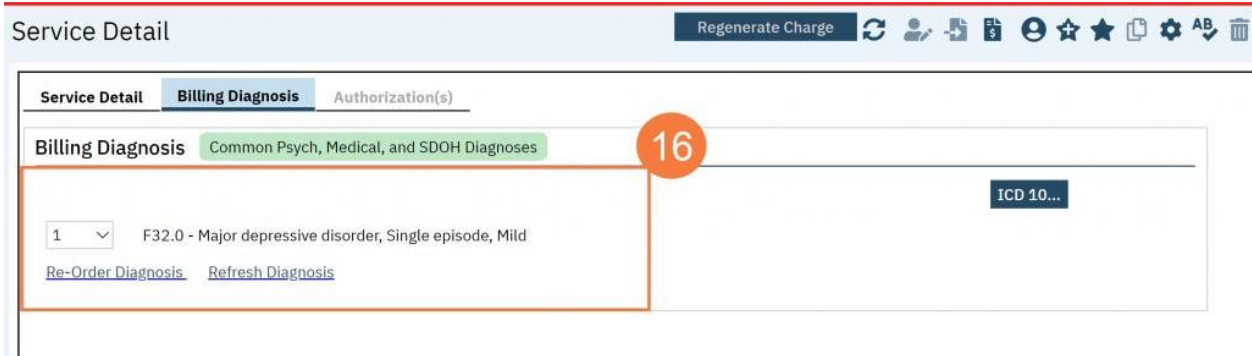 Service Detail Regenerate Charge AB
Service Detail Billing Diagnosis Authorization(s)
Billing Diagnosis Common Psych, Medical, and SDOH Diagnoses 16
ICD 10...
1 F32.0 - Major depressive disorder, Single episode, Mild
Re-Order Diagnosis Refresh Diagnosis